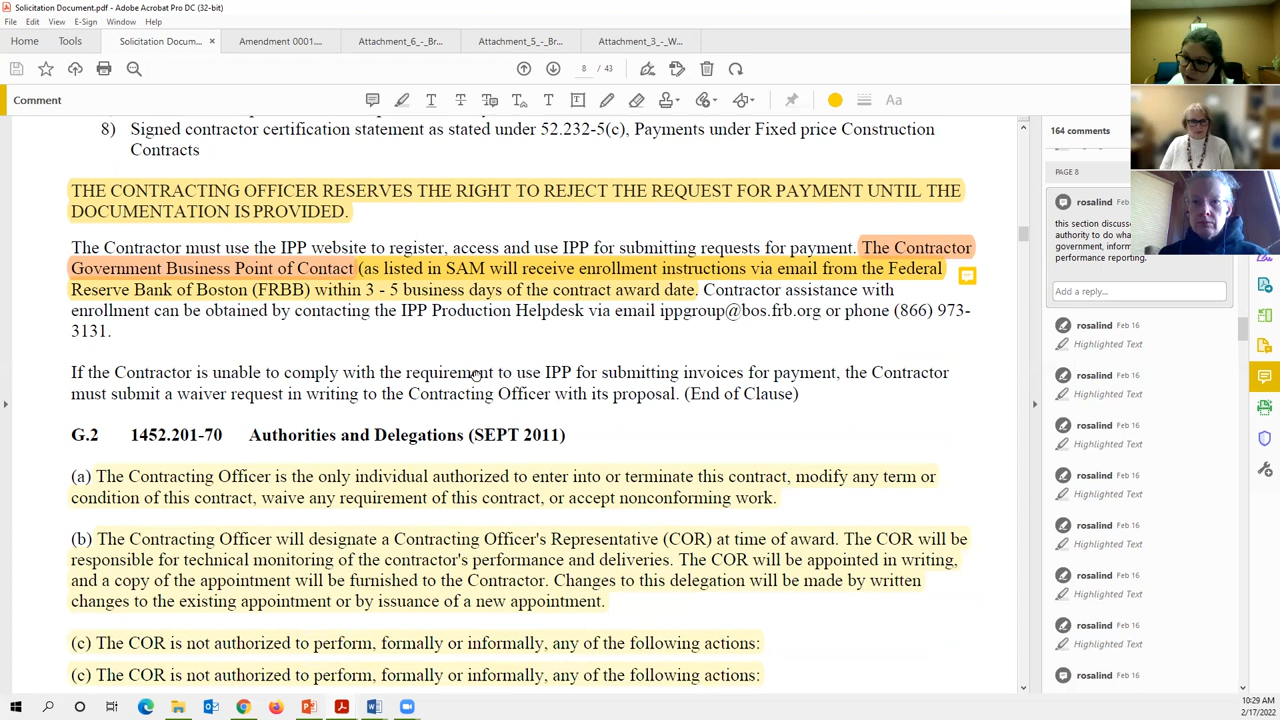 Solicitation Document.pdf - Adobe Acrobat Pro DC (32-bit)
File Edit View E-Sign Window Help
Home Tools Solicitation Docum... × Amendment 0001.... Attachment_6_-_Br... Attachment_5_-_Br... Attachment_3_-_W...
8 / 43
Comment
164 comments
8) Signed contractor certification statement as stated under 52.232-5(c), Payments under Fixed price Construction
Contracts
THE CONTRACTING OFFICER RESERVES THE RIGHT TO REJECT THE REQUEST FOR PAYMENT UNTIL THE
DOCUMENTATION IS PROVIDED.
The Contractor must use the IPP website to register, access and use IPP for submitting requests for payment. The Contractor
Government Business Point of Contact (as listed in SAM will receive enrollment instructions via email from the Federal
Reserve Bank of Boston (FRBB) within 3 - 5 business days of the contract award date. Contractor assistance with
enrollment can be obtained by contacting the IPP Production Helpdesk via email ippgroup@bos.frb.org or phone (866) 973-
3131.
If the Contractor is unable to comply with the requirement to use IPP for submitting invoices for payment, the Contractor
must submit a waiver request in writing to the Contracting Officer with its proposal. (End of Clause)
G.2 1452.201-70 Authorities and Delegations (SEPT 2011)
(a) The Contracting Officer is the only individual authorized to enter into or terminate this contract, modify any term or
condition of this contract, waive any requirement of this contract, or accept nonconforming work.
(b) The Contracting Officer will designate a Contracting Officer's Representative (COR) at time of award. The COR will be
responsible for technical monitoring of the contractor's performance and deliveries. The COR will be appointed in writing,
and a copy of the appointment will be furnished to the Contractor. Changes to this delegation will be made by written
changes to the existing appointment or by issuance of a new appointment.
(c) The COR is not authorized to perform, formally or informally, any of the following actions:
(c) The COR is not authorized to perform, formally or informally, any of the following actions:
PAGE 8
rosalind Feb
this section discuss
authority to do wha
government, inform
performance reporting.
Add a reply...
rosalind Feb 16
Highlighted Text
rosalind Feb 16
Highlighted Text
rosalind Feb 16
Highlighted Text
rosalind Feb 16
Highlighted Text
rosalind Feb 16
Highlighted Text
rosalind Feb 16
Highlighted Text
rosalind Feb 16
Highlighted Text
rosalind Feb 16
10:29 AM
2/17/2022